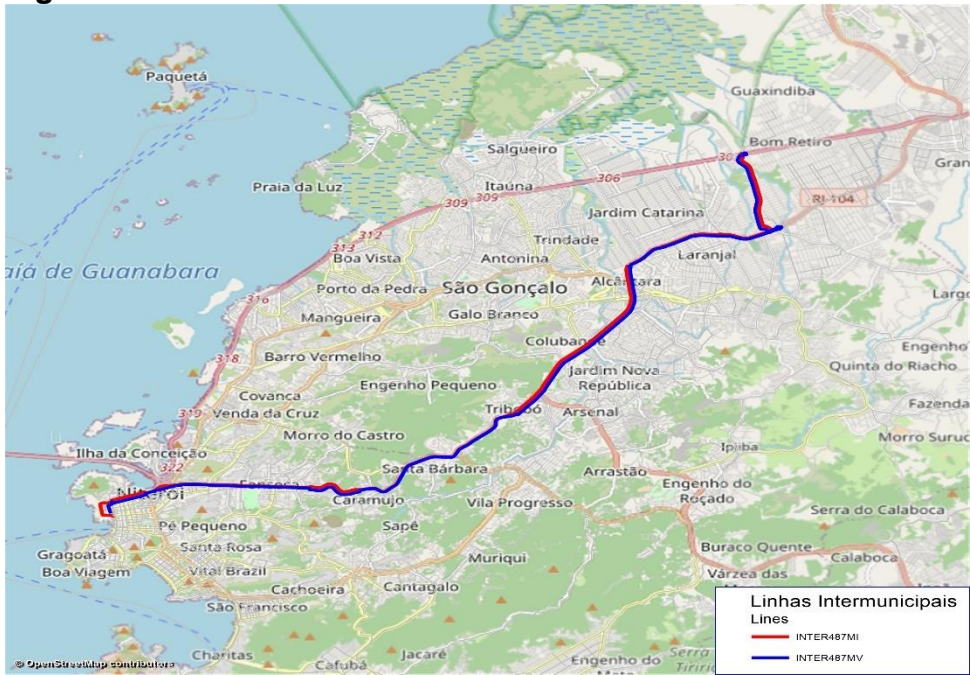 Paquetá
Guaxindiba
Bom Retiro
Salgueiro
306
Praia da Luz
Itaúna
309
309
RJ-104
Jardim Catarina
312
313
Trindade
Boa Vista
Antonina
Laranjal
aíá de Guanabara
Alcântara
Porto da Pedra
São Gonçalo
316
Mangueira
Galo Branco
Colubandê
Engenho
Barro Vermelho
318
Quinta do Riacho
Jardim Nova
República
Engenho Pequeno
Covanca
Fazenda
319
Venda da Cruz
Tribobó
Arsenal
Morro do Castro
Ipiíba
Morro Suruc
Ilha da Conceição
322
Santa Bárbara
Arrastão
Engenho do
Roçado
Niterói
Fonseca
Caramujo
Vila Progresso
Serra do Calaboca
Pé Pequeno
Sapê
Santa Rosa
Gragoatá
Boa Viagem
Vital Brazil
Muriqui
Buraco Quente
Calaboca
Várzea das
Cachoeira
Cantagalo
São Francisco
Charitas
Jacaré
Cafubá
Engenho do
Serra
Tiriric
Linhas Intermunicipais
Lines
INTER487MI
INTER487MV
© OpenStreetMap contributors